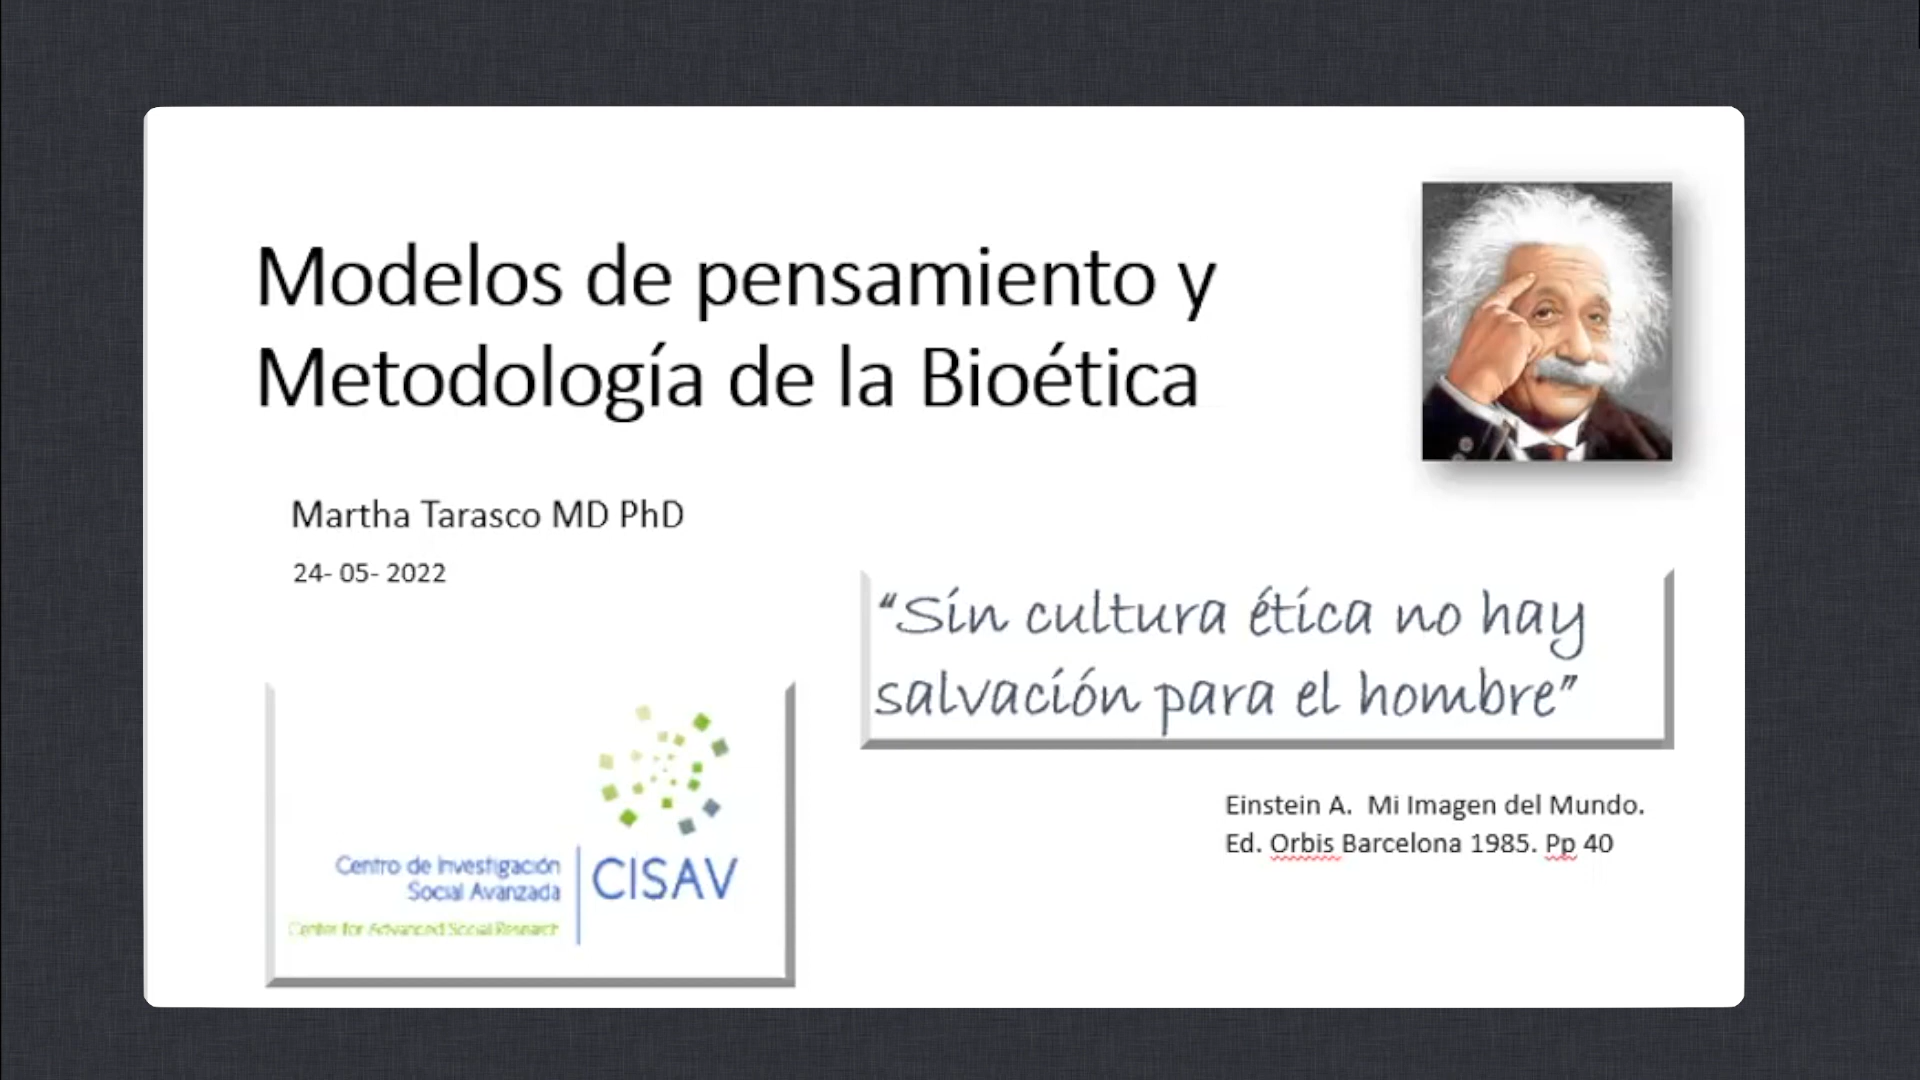 Modelos de pensamiento y
Metodología de la Bioética
Martha Tarasco MD PhD
24- 05- 2022
“Sin cultura ética no hay
salvación para el hombre”
Einstein A.  Mi Imagen del Mundo.
Ed. Orbis Barcelona 1985. Pp 40
Centro de Investigación
Social Avanzada
CISAV
Center for Advanced Social Research